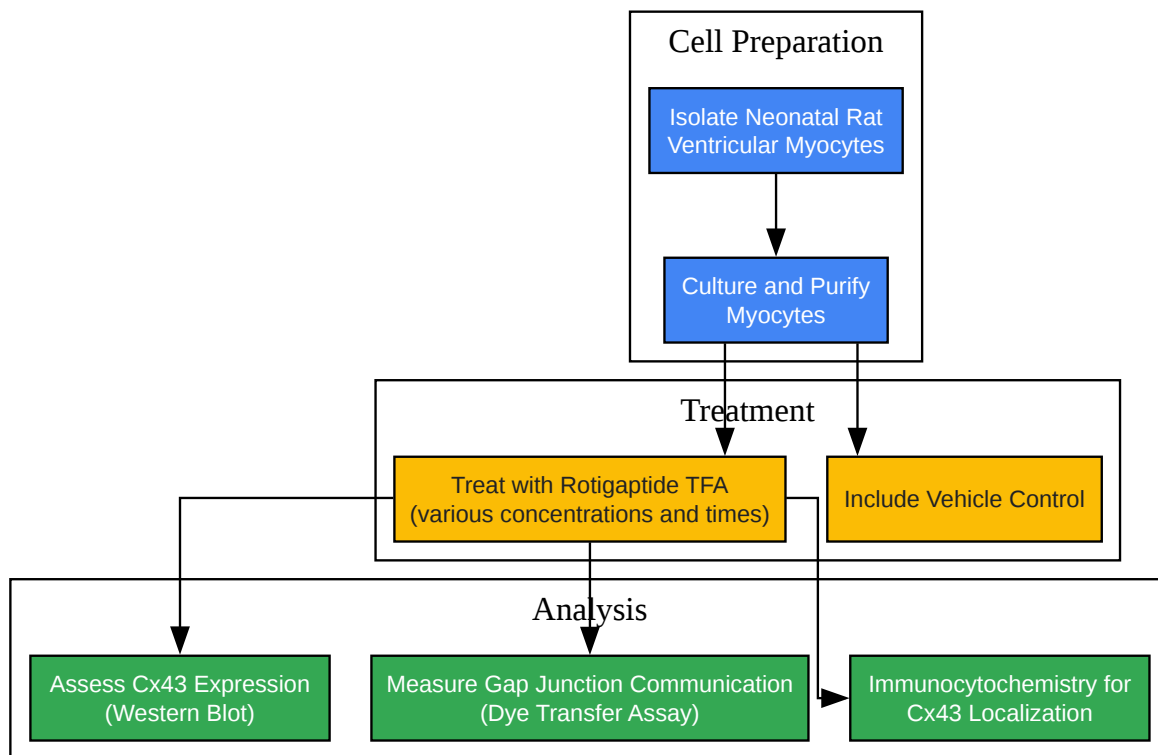 Cell Preparation
Isolate Neonatal Rat
Ventricular Myocytes
Culture and Purify
Myocytes
Treatment
Treat with Rotigaptide TFA
(various concentrations and times)
Include Vehicle Control
Analysis
Assess Cx43 Expression
(Western Blot)
Measure Gap Junction Communication
(Dye Transfer Assay)
Immunocytochemistry for
Cx43 Localization